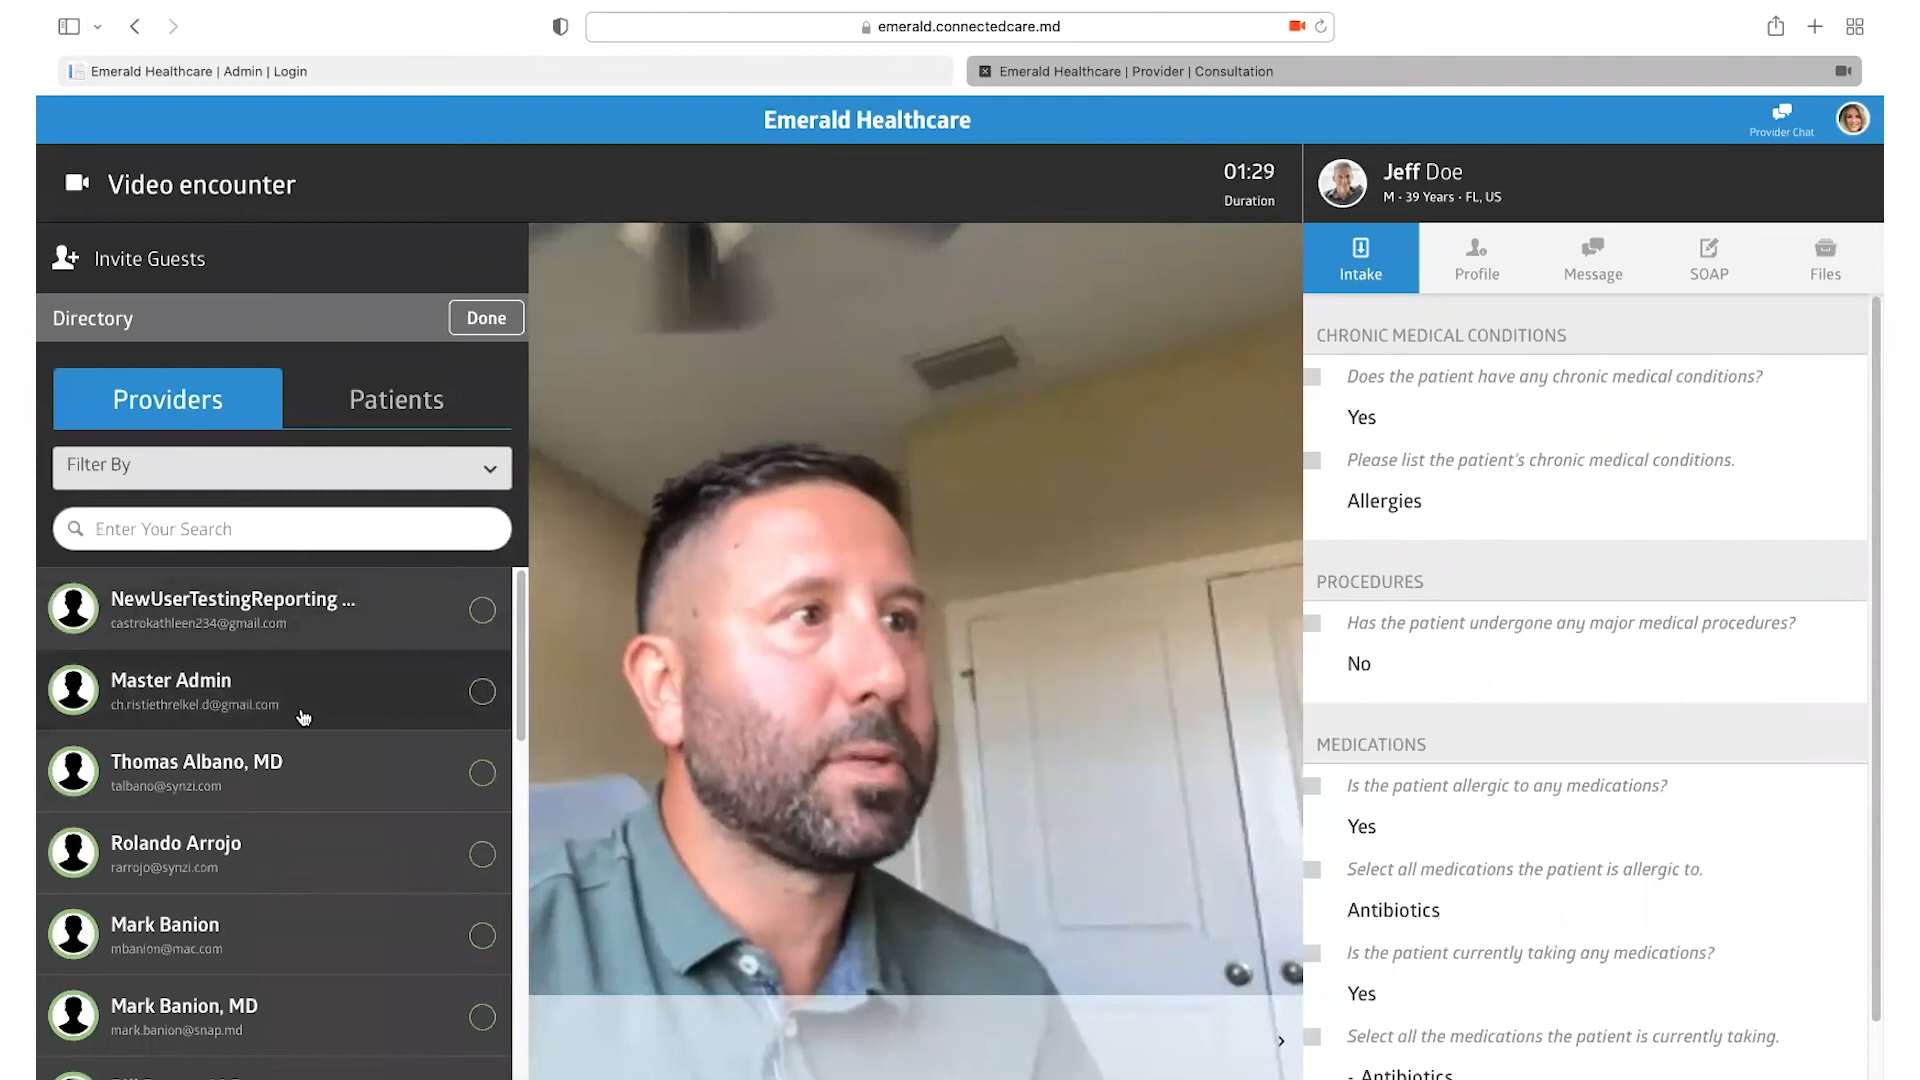 emerald.connectedcare.md
Emerald Healthcare | Admin | Login
Emerald Healthcare | Provider | Consultation
Emerald Healthcare
Provider Chat
Video encounter
01:29
Duration
Jeff Doe
M - 39 Years - FL, US
Invite Guests
Directory
Done
Providers
Patients
Filter By
Enter Your Search
NewUserTestingReporting ...
castrokathleen234@gmail.com
Master Admin
ch.ristiethrelkel.d@gmail.com
Thomas Albano, MD
talbano@synzi.com
Rolando Arrojo
rarrojo@synzi.com
Mark Banion
mbanion@mac.com
Mark Banion, MD
mark.banion@snap.md
Intake
Profile
Message
SOAP
Files
CHRONIC MEDICAL CONDITIONS
Does the patient have any chronic medical conditions?
Yes
Please list the patient's chronic medical conditions.
Allergies
PROCEDURES
Has the patient undergone any major medical procedures?
No
MEDICATIONS
Is the patient allergic to any medications?
Yes
Select all medications the patient is allergic to.
Antibiotics
Is the patient currently taking any medications?
Yes
Select all the medications the patient is currently taking.
- Antibiotics